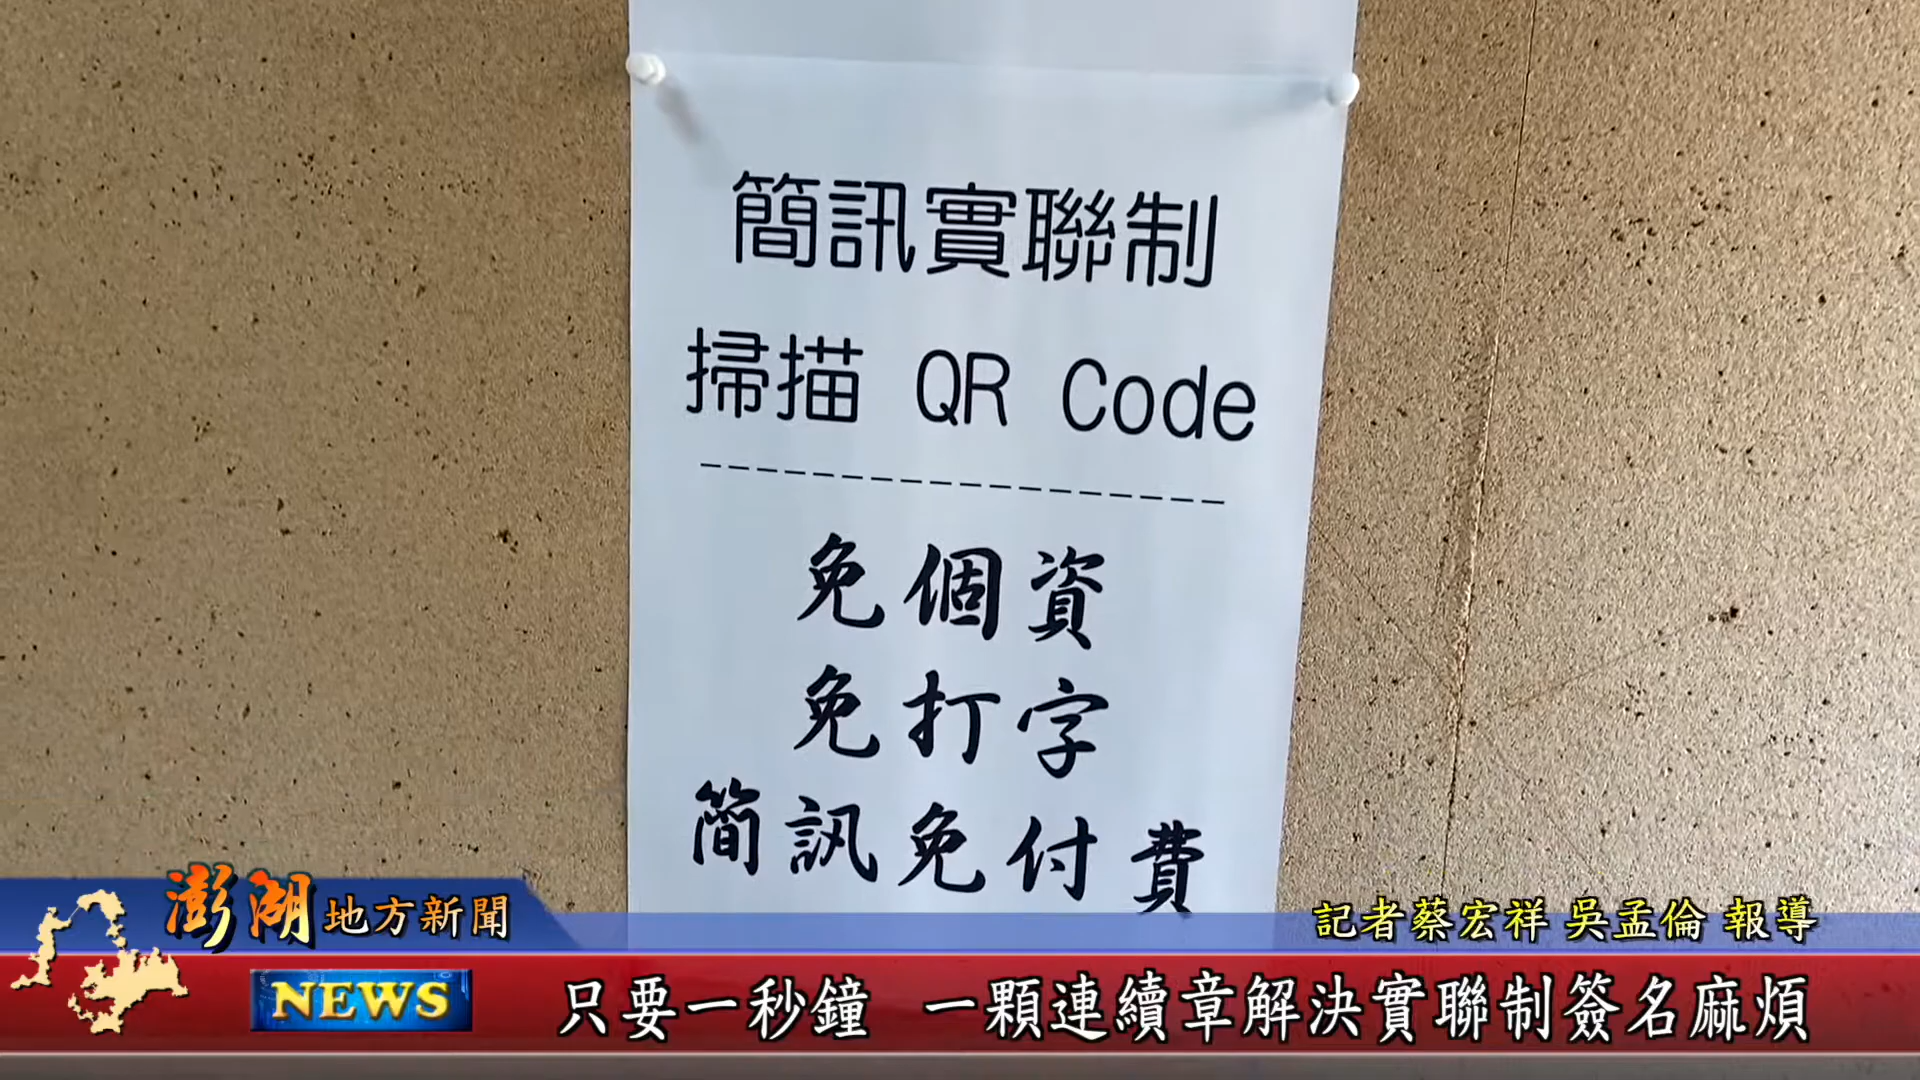 簡訊實聯制
掃描 QR Code
免個資
免打字
簡訊免付費
澎湖地方新聞
記者蔡宏祥 吳孟倫 報導
NEWS
只要一秒鐘 一顆連續章解決實聯制簽名麻煩